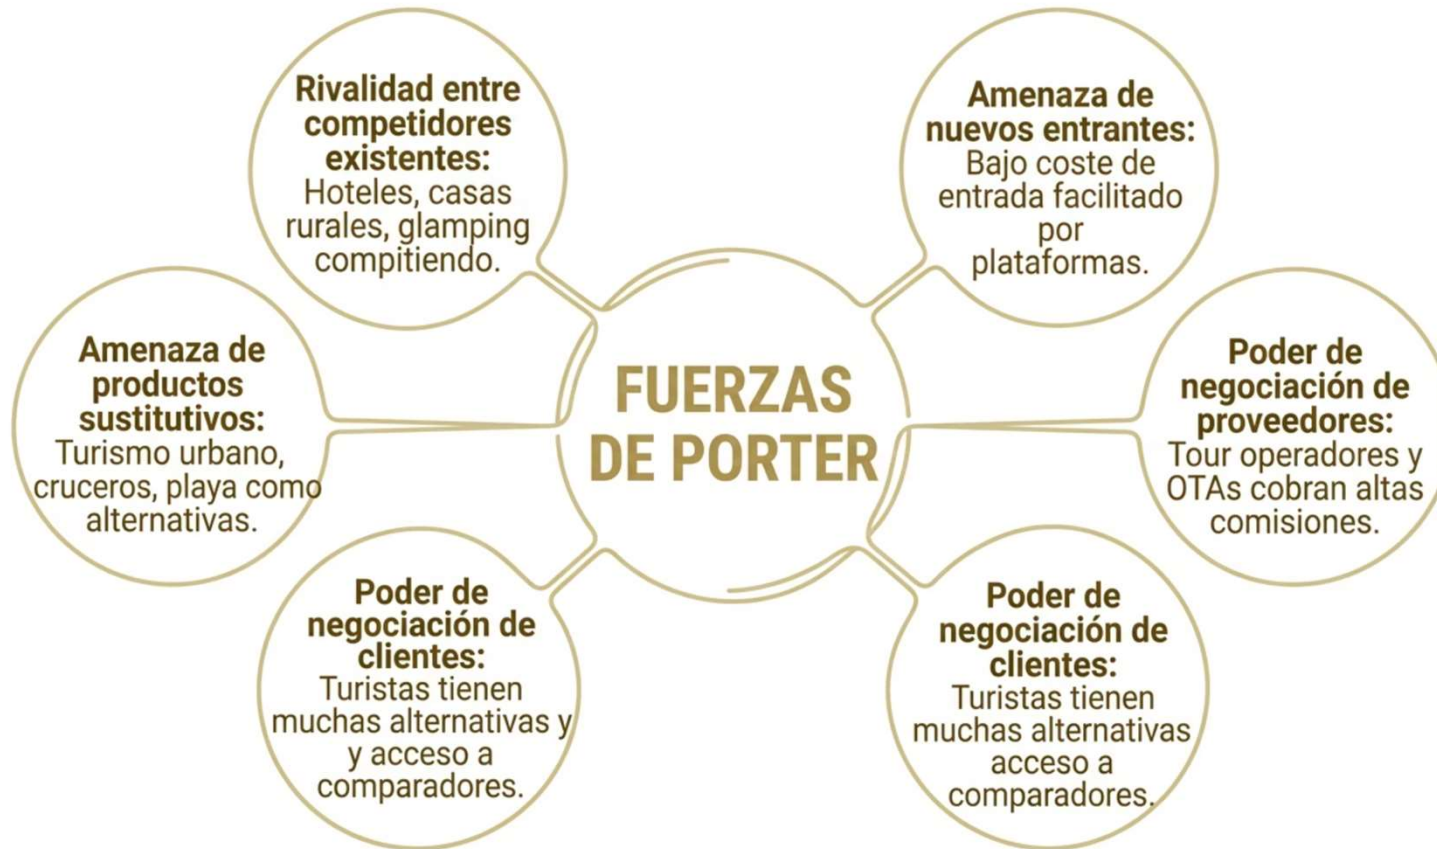 Rivalidad entre
competidores
existentes:
Hoteles, casas
rurales, glamping
compitiendo.
Amenaza de
nuevos entrantes:
Bajo coste de
entrada facilitado
por
plataformas.
Amenaza de
productos
sustitutivos:
Turismo urbano,
cruceros, playa como
alternativas.
FUERZAS
DE PORTER
Poder de
negociación de
proveedores:
Tour operadores y
OTAs cobran altas
comisiones.
Poder de
negociación de
clientes:
Turistas tienen
muchas alternativas y
y acceso a
comparadores.
Poder de
negociación de
clientes:
Turistas tienen
muchas alternativas
acceso a
comparadores.